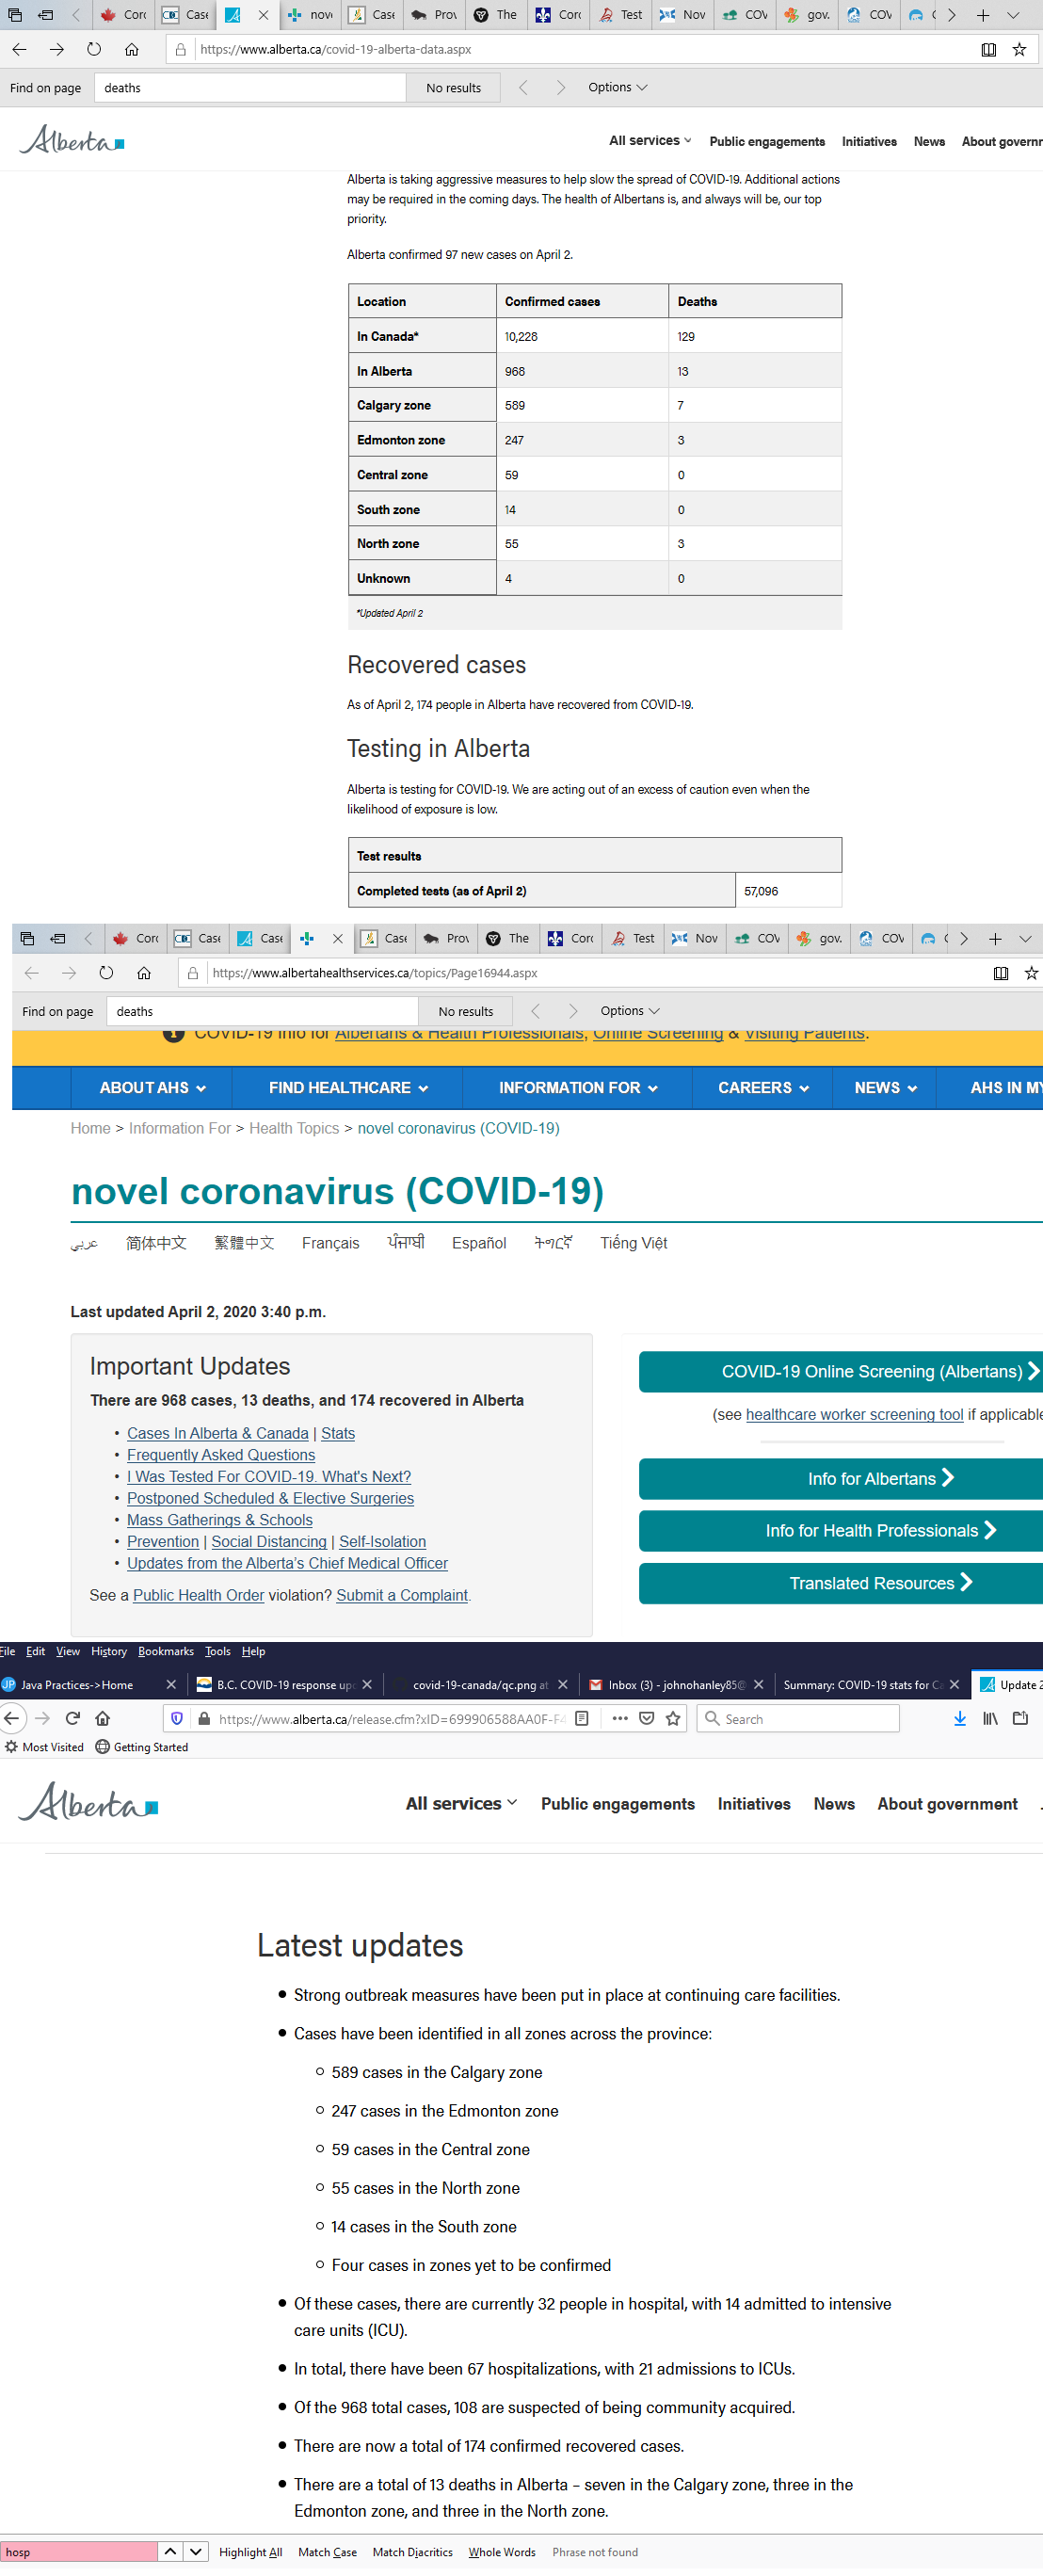 Corc Case nove Case Prov The Corc Test Nov COV gov. COV
https://www.alberta.ca/covid-19-alberta-data.aspx
Find on page deaths No results Options
Alberta All services Public engagements Initiatives News About governr
Alberta is taking aggressive measures to help slow the spread of COVID-19. Additional actions
may be required in the coming days. The health of Albertans is, and always will be, our top
priority.
Alberta confirmed 97 new cases on April 2.
Location Confirmed cases Deaths
In Canada* 10,228 129
In Alberta 968 13
Calgary zone 589 7
Edmonton zone 247 3
Central zone 59 0
South zone 14 0
North zone 55 3
Unknown 4 0
*Updated April 2
Recovered cases
As of April 2, 174 people in Alberta have recovered from COVID-19.
Testing in Alberta
Alberta is testing for COVID-19. We are acting out of an excess of caution even when the
likelihood of exposure is low.
Test results
Completed tests (as of April 2) 57,096
Corc Case Case Case Prov The Corc Test Nov COV gov. COV
https://www.albertahealthservices.ca/topics/Page16944.aspx
Find on page deaths No results Options
COVID-19 Info for Albertans & Health Professionals, Online Screening & Visiting Patients.
ABOUT AHS FIND HEALTHCARE INFORMATION FOR CAREERS NEWS AHS IN MY
Home > Information For > Health Topics > novel coronavirus (COVID-19)
novel coronavirus (COVID-19)
عربي 简体中文 繁體中文 Français ਪੰਜਾਬੀ Español ትግርኛ Tiếng Việt
Last updated April 2, 2020 3:40 p.m.
Important Updates
There are 968 cases, 13 deaths, and 174 recovered in Alberta
• Cases In Alberta & Canada | Stats
• Frequently Asked Questions
• I Was Tested For COVID-19. What's Next?
• Postponed Scheduled & Elective Surgeries
• Mass Gatherings & Schools
• Prevention | Social Distancing | Self-Isolation
• Updates from the Alberta's Chief Medical Officer
See a Public Health Order violation? Submit a Complaint.
COVID-19 Online Screening (Albertans)
(see healthcare worker screening tool if applicable
Info for Albertans
Info for Health Professionals
Translated Resources
File Edit View History Bookmarks Tools Help
JP Java Practices->Home B.C. COVID-19 response upd covid-19-canada/qc.png at Inbox (3) - johnohanley85@ Summary: COVID-19 stats for Ca Update 2
https://www.alberta.ca/release.cfm?xID=699906588AA0F-F4 Search
Most Visited Getting Started
Alberta All services Public engagements Initiatives News About government
Latest updates
• Strong outbreak measures have been put in place at continuing care facilities.
• Cases have been identified in all zones across the province:
○ 589 cases in the Calgary zone
○ 247 cases in the Edmonton zone
○ 59 cases in the Central zone
○ 55 cases in the North zone
○ 14 cases in the South zone
○ Four cases in zones yet to be confirmed
• Of these cases, there are currently 32 people in hospital, with 14 admitted to intensive
care units (ICU).
• In total, there have been 67 hospitalizations, with 21 admissions to ICUs.
• Of the 968 total cases, 108 are suspected of being community acquired.
• There are now a total of 174 confirmed recovered cases.
• There are a total of 13 deaths in Alberta – seven in the Calgary zone, three in the
Edmonton zone, and three in the North zone.
hosp Highlight All Match Case Match Diacritics Whole Words Phrase not found